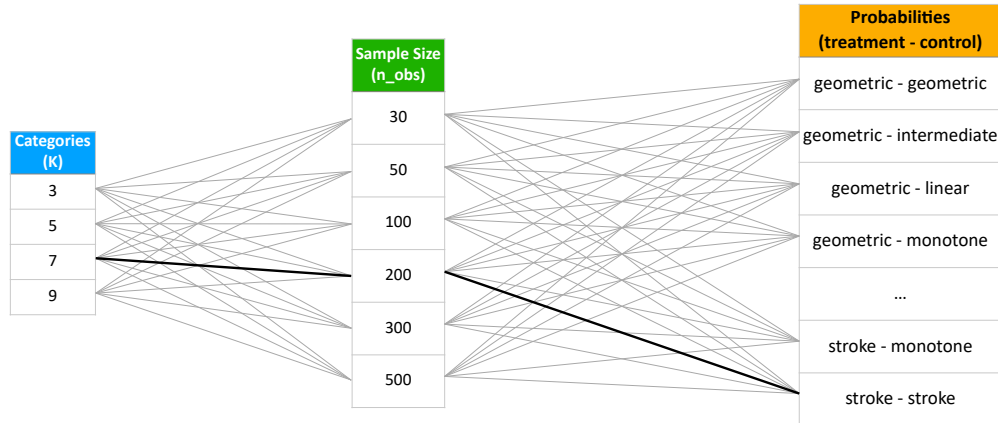 Categories
(K)
3
5
7
9
Sample Size
(n_obs)
30
50
100
200
300
500
Probabilities
(treatment - control)
geometric - geometric
geometric - intermediate
geometric - linear
geometric - monotone
...
stroke - monotone
stroke - stroke